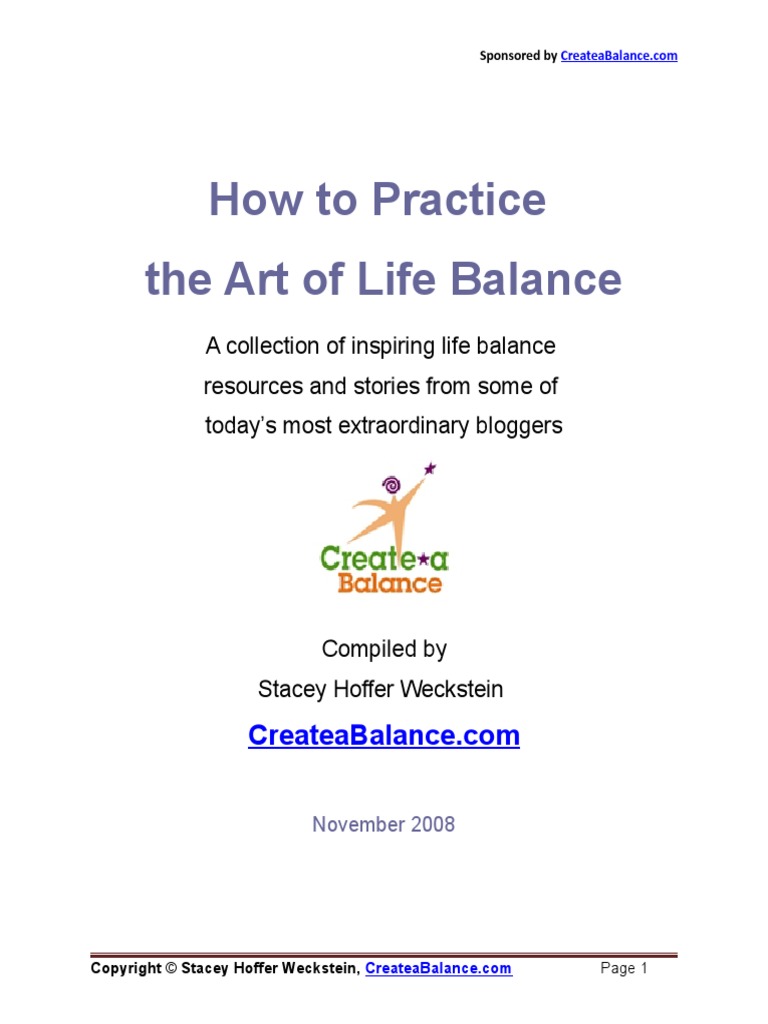 Sponsored by CreateaBalance.com
How to Practice
the Art of Life Balance
A collection of inspiring life balance
resources and stories from some of
today’s most extraordinary bloggers
Create★a
Balance
Compiled by
Stacey Hoffer Weckstein
CreateaBalance.com
November 2008
Copyright © Stacey Hoffer Weckstein, CreateaBalance.com Page 1